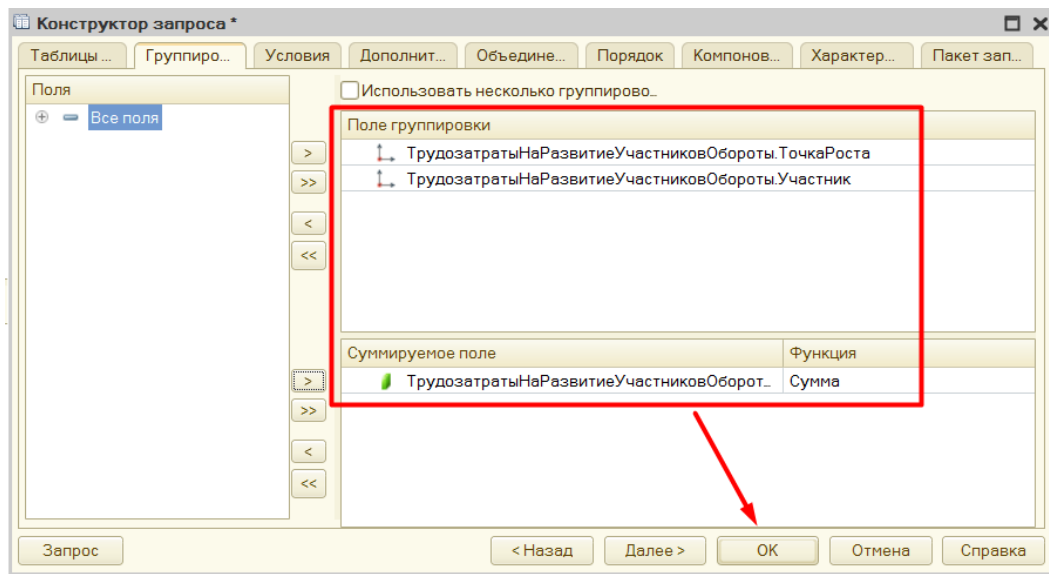 Конструктор запроса *
Таблицы ... Группиро... Условия Дополнит... Объедине... Порядок Компонов... Характер... Пакет зап...
Поля
Использовать несколько группирово...
Все поля
Поле группировки
ТрудозатратыНаРазвитиеУчастниковОбороты.ТочкаРоста
ТрудозатратыНаРазвитиеУчастниковОбороты.Участник
>
>>
<
<<
Суммируемое поле Функция
ТрудозатратыНаРазвитиеУчастниковОборот... Сумма
>
>>
<
<<
Запрос < Назад Далее > ОК Отмена Справка